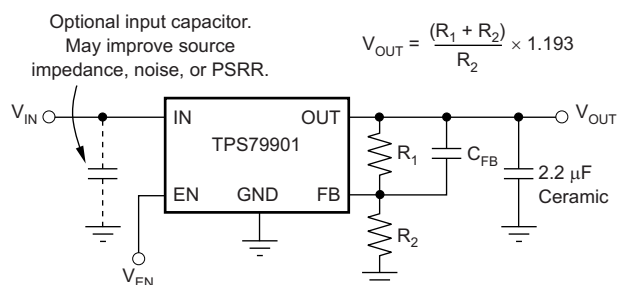 Optional input capacitor.
May improve source
impedance, noise, or PSRR.
V_OUT = (R_1 + R_2) / R_2 × 1.193
V_IN
IN
OUT
V_OUT
TPS79901
R_1
C_FB
2.2 μF
Ceramic
EN
GND
FB
R_2
V_EN